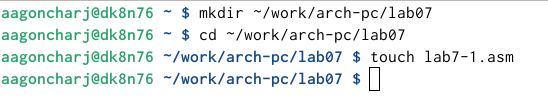 aagoncharj@dk8n76 ~ $ mkdir ~/work/arch-pc/lab07
aagoncharj@dk8n76 ~ $ cd ~/work/arch-pc/lab07
aagoncharj@dk8n76 ~/work/arch-pc/lab07 $ touch lab7-1.asm
aagoncharj@dk8n76 ~/work/arch-pc/lab07 $